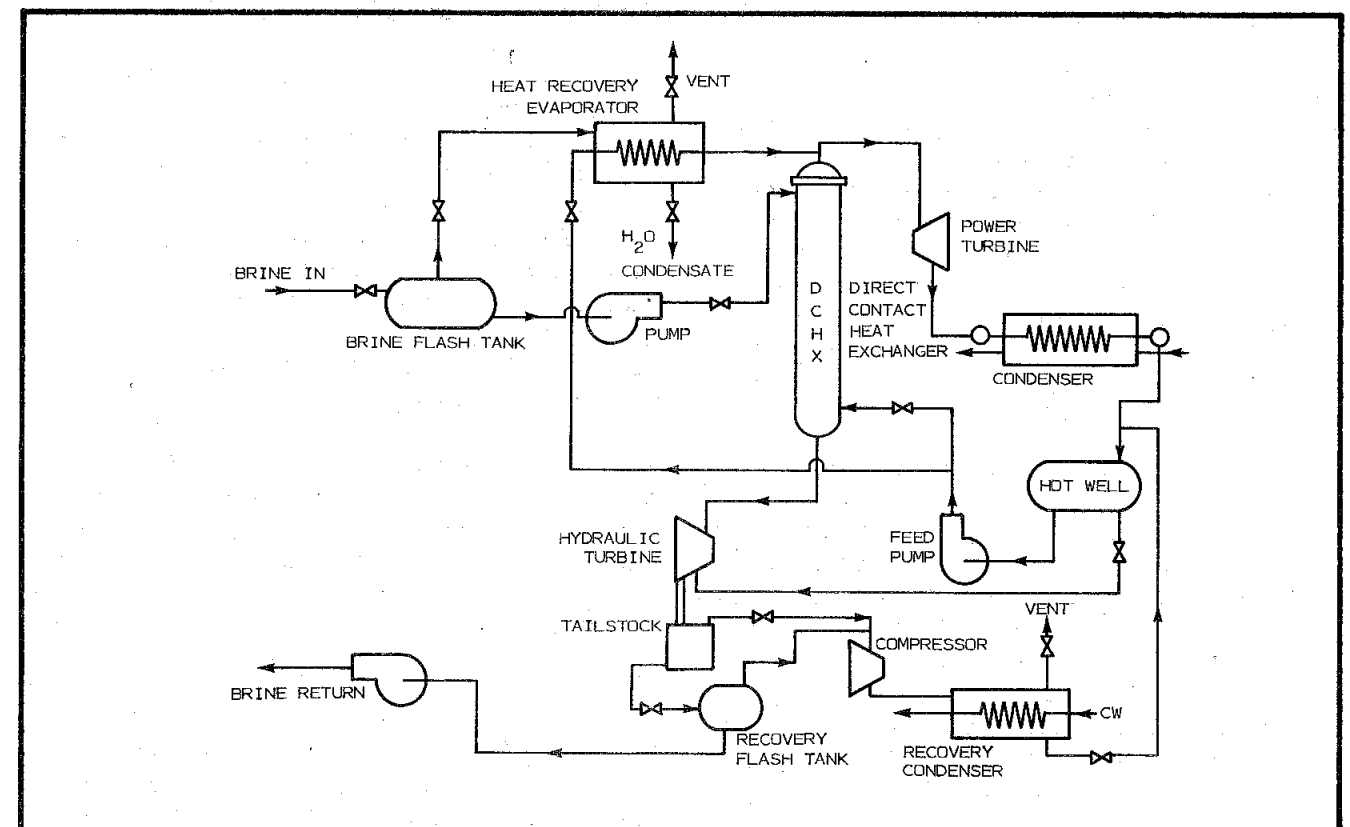 VENT
HEAT RECOVERY
EVAPORATOR
H2O
CONDENSATE
BRINE IN
BRINE FLASH TANK
PUMP
D
C
H
X
DIRECT
CONTACT
HEAT
EXCHANGER
POWER
TURBINE
CONDENSER
HOT WELL
FEED
PUMP
HYDRAULIC
TURBINE
TAILSTOCK
VENT
COMPRESSOR
BRINE RETURN
CW
RECOVERY
FLASH TANK
RECOVERY
CONDENSER